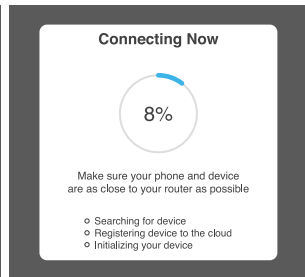 Connecting Now
8%
Make sure your phone and device
are as close to your router as possible
Searching for device
Registering device to the cloud
Initializing your device